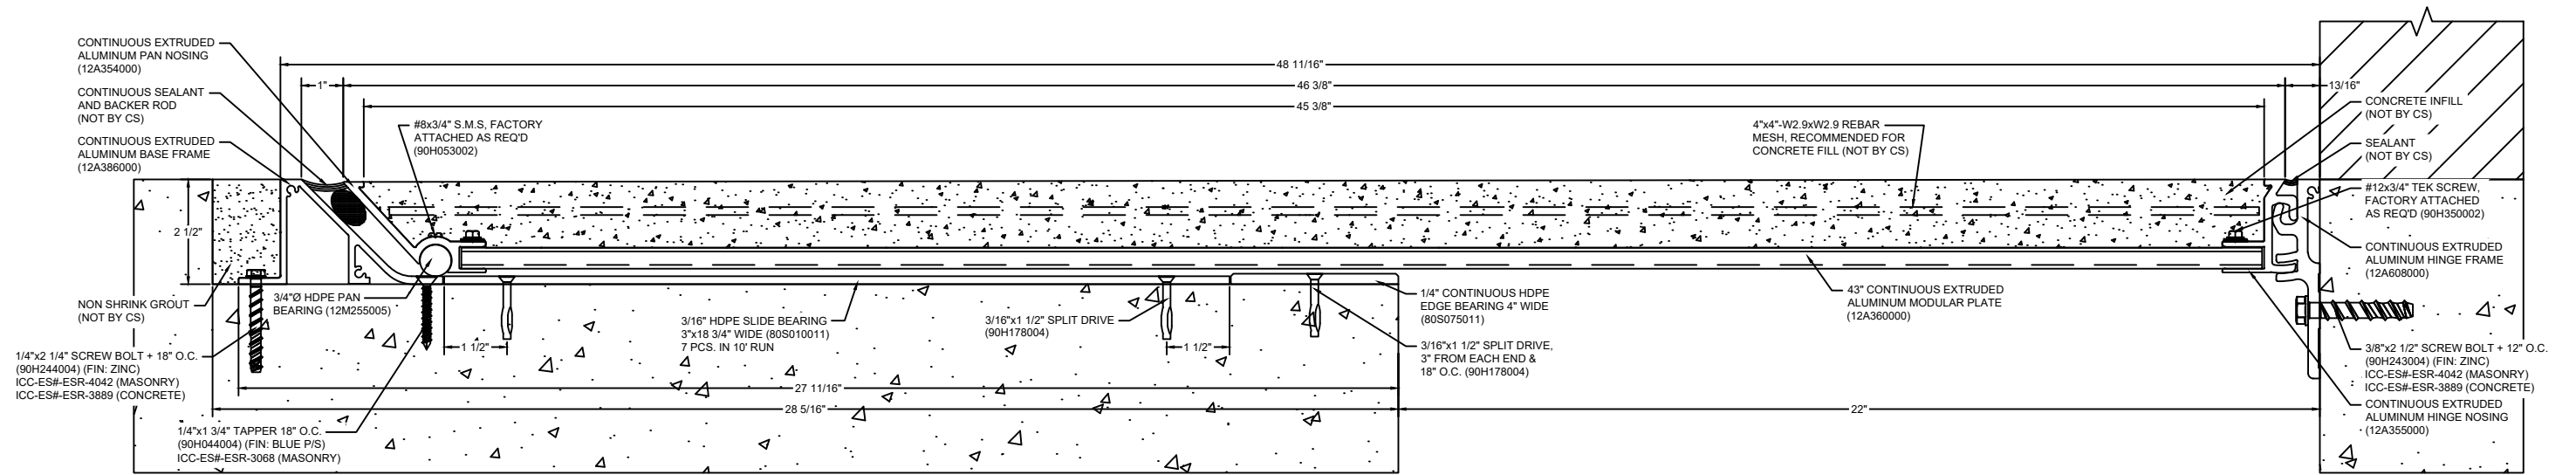 CONTINUOUS EXTRUDED
ALUMINUM PAN NOSING
(12A354000)
CONTINUOUS SEALANT
AND BACKER ROD
(NOT BY CS)
CONTINUOUS EXTRUDED
ALUMINUM BASE FRAME
(12A386000)
48 11/16"
1"
46 3/8"
13/16"
45 3/8"
#8x3/4" S.M.S, FACTORY
ATTACHED AS REQ'D
(90H053002)
4"x4"-W2.9xW2.9 REBAR
MESH, RECOMMENDED FOR
CONCRETE FILL (NOT BY CS)
CONCRETE INFILL
(NOT BY CS)
SEALANT
(NOT BY CS)
#12x3/4" TEK SCREW,
FACTORY ATTACHED
AS REQ'D (90H350002)
2 1/2"
CONTINUOUS EXTRUDED
ALUMINUM HINGE FRAME
(12A608000)
NON SHRINK GROUT
(NOT BY CS)
3/4"Ø HDPE PAN
BEARING (12M255005)
3/16" HDPE SLIDE BEARING
3"x18 3/4" WIDE (80S010011)
7 PCS. IN 10' RUN
3/16"x1 1/2" SPLIT DRIVE
(90H178004)
1/4" CONTINUOUS HDPE
EDGE BEARING 4" WIDE
(80S075011)
43" CONTINUOUS EXTRUDED
ALUMINUM MODULAR PLATE
(12A360000)
1 1/2"
1 1/2"
3/16"x1 1/2" SPLIT DRIVE,
3" FROM EACH END &
18" O.C. (90H178004)
1/4"x2 1/4" SCREW BOLT + 18" O.C.
(90H244004) (FIN: ZINC)
ICC-ES#-ESR-4042 (MASONRY)
ICC-ES#-ESR-3889 (CONCRETE)
3/8"x2 1/2" SCREW BOLT + 12" O.C.
(90H243004) (FIN: ZINC)
ICC-ES#-ESR-4042 (MASONRY)
ICC-ES#-ESR-3889 (CONCRETE)
27 11/16"
28 5/16"
22"
CONTINUOUS EXTRUDED
ALUMINUM HINGE NOSING
(12A355000)
1/4"x1 3/4" TAPPER 18" O.C.
(90H044004) (FIN: BLUE P/S)
ICC-ES#-ESR-3068 (MASONRY)